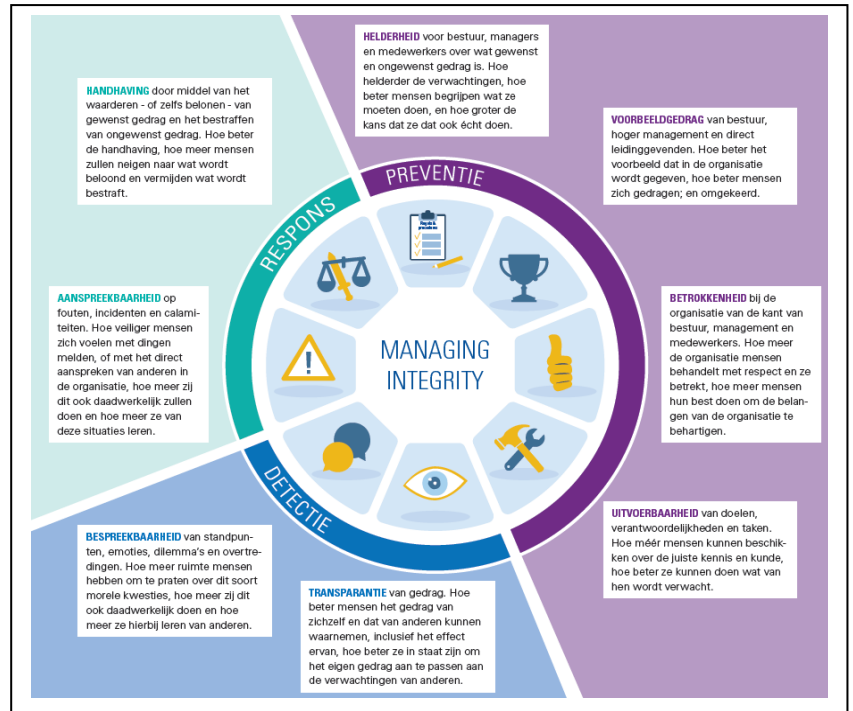 HELDERHEID voor bestuur, managers
en medewerkers over wat gewenst
en ongewenst gedrag is. Hoe
helderder de verwachtingen, hoe
beter mensen begrijpen wat ze
moeten doen, en hoe groter de
kans dat ze dat ook écht doen.
HANDHAVING door middel van het
waarderen - of zelfs belonen - van
gewenst gedrag en het bestraffen
van ongewenst gedrag. Hoe beter
de handhaving, hoe meer mensen
zullen neigen naar wat wordt
beloond en vermijden wat wordt
bestraft.
VOORBEELDGEDRAG van bestuur,
hoger management en direct
leidinggevenden. Hoe beter het
voorbeeld dat in de organisatie
wordt gegeven, hoe beter mensen
zich gedragen; en omgekeerd.
PREVENTIE
RESPONS
Regels &
procedures
AANSPREEKBAARHEID op
fouten, incidenten en calami-
teiten. Hoe veiliger mensen
zich voelen met dingen
melden, of met het direct
aanspreken van anderen in
de organisatie, hoe meer zij
dit ook daadwerkelijk zullen
doen en hoe meer ze van
deze situaties leren.
MANAGING
INTEGRITY
BETROKKENHEID bij de
organisatie van de kant van
bestuur, management en
medewerkers. Hoe meer
de organisatie mensen
behandelt met respect en ze
betrekt, hoe meer mensen
hun best doen om de belan-
gen van de organisatie te
behartigen.
DETECTIE
BESPREEKBAARHEID van standpun-
ten, emoties, dilemma's en overtre-
dingen. Hoe meer ruimte mensen
hebben om te praten over dit soort
morele kwesties, hoe meer zij dit
ook daadwerkelijk doen en hoe
meer ze hierbij leren van anderen.
TRANSPARANTIE van gedrag. Hoe
beter mensen het gedrag van
zichzelf en dat van anderen kunnen
waarnemen, inclusief het effect
ervan, hoe beter ze in staat zijn om
het eigen gedrag aan te passen aan
de verwachtingen van anderen.
UITVOERBAARHEID van doelen,
verantwoordelijkheden en taken.
Hoe méér mensen kunnen beschik-
ken over de juiste kennis en kunde,
hoe beter ze kunnen doen wat van
hen wordt verwacht.